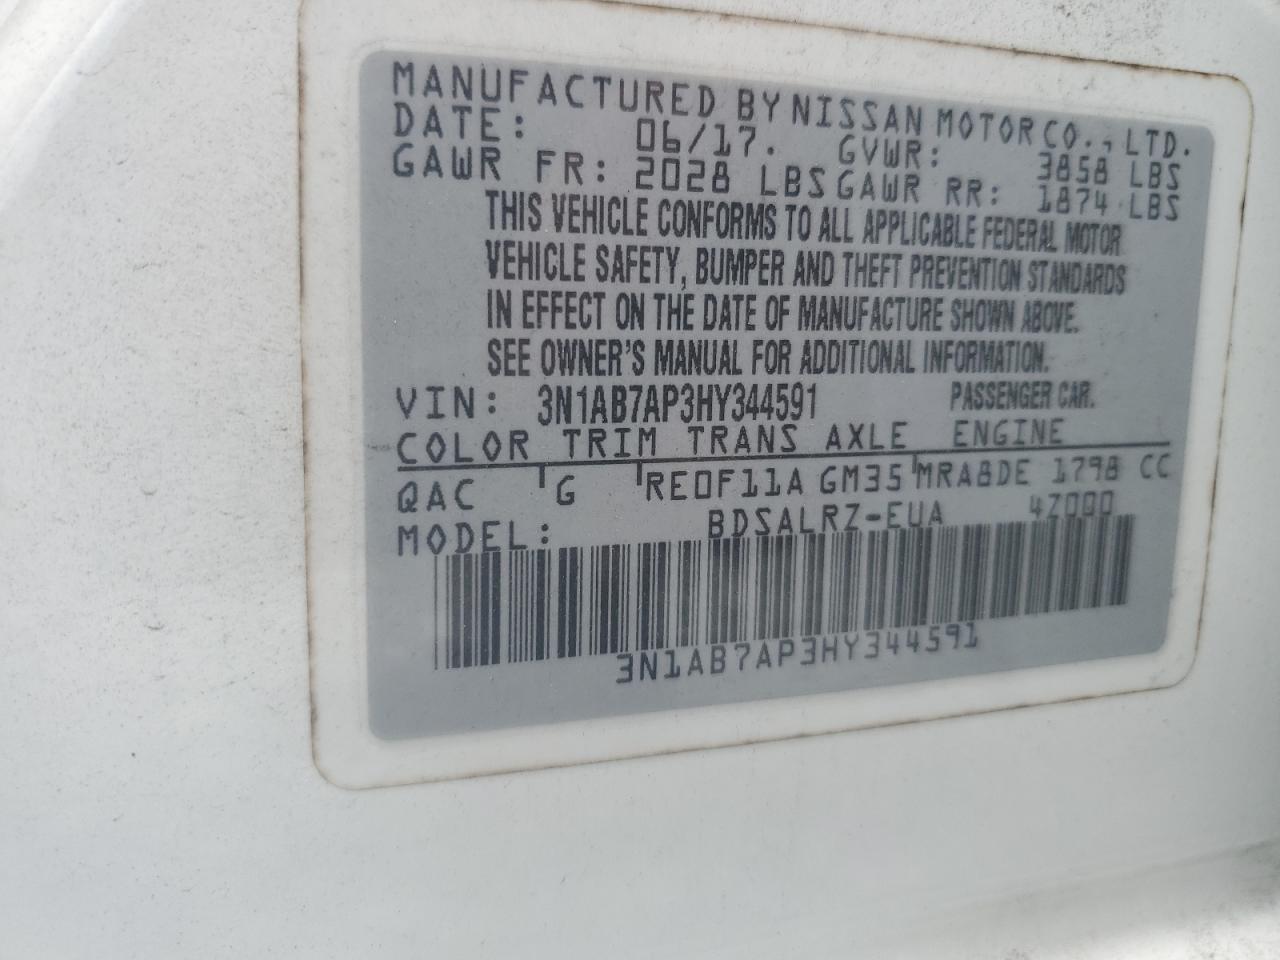 MANUFACTURED BY NISSAN MOTOR CO., LTD.
DATE: 06/17. GVWR: 3858 LBS
GAWR FR: 2028 LBS GAWR RR: 1874 LBS
THIS VEHICLE CONFORMS TO ALL APPLICABLE FEDERAL MOTOR
VEHICLE SAFETY, BUMPER AND THEFT PREVENTION STANDARDS
IN EFFECT ON THE DATE OF MANUFACTURE SHOWN ABOVE.
SEE OWNER'S MANUAL FOR ADDITIONAL INFORMATION.
VIN: 3N1AB7AP3HY344591 PASSENGER CAR.
COLOR TRIM TRANS AXLE ENGINE
QAC G RE0F11A GM35 MRA8DE 1798 CC
MODEL: BDSALRZ-EUA 4Z000
3N1AB7AP3HY344591